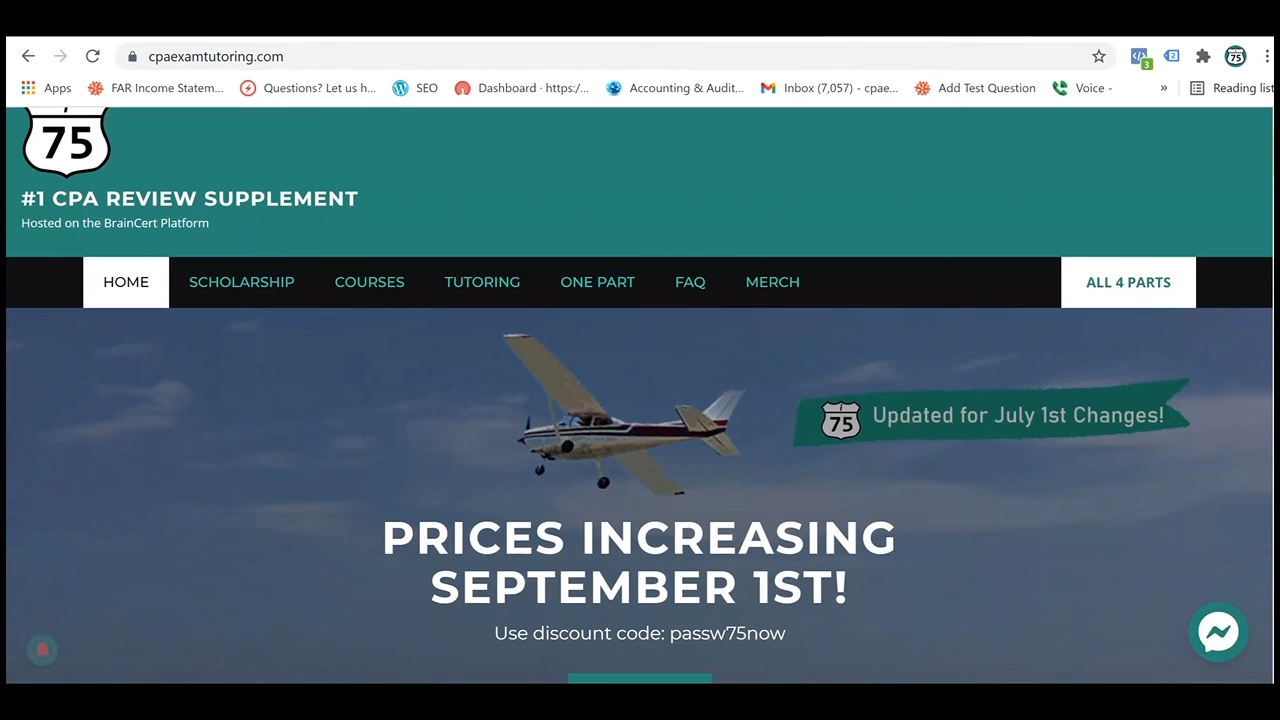 cpaexamtutoring.com
3
2
75
Apps
FAR Income Statem...
Questions? Let us h...
SEO
Dashboard · https:/...
Accounting & Audit...
Inbox (7,057) - cpae...
Add Test Question
Voice -
»
Reading list
75
#1 CPA REVIEW SUPPLEMENT
Hosted on the BrainCert Platform
HOME SCHOLARSHIP COURSES TUTORING ONE PART FAQ MERCH ALL 4 PARTS
75 Updated for July 1st Changes!
PRICES INCREASING
SEPTEMBER 1ST!
Use discount code: passw75now